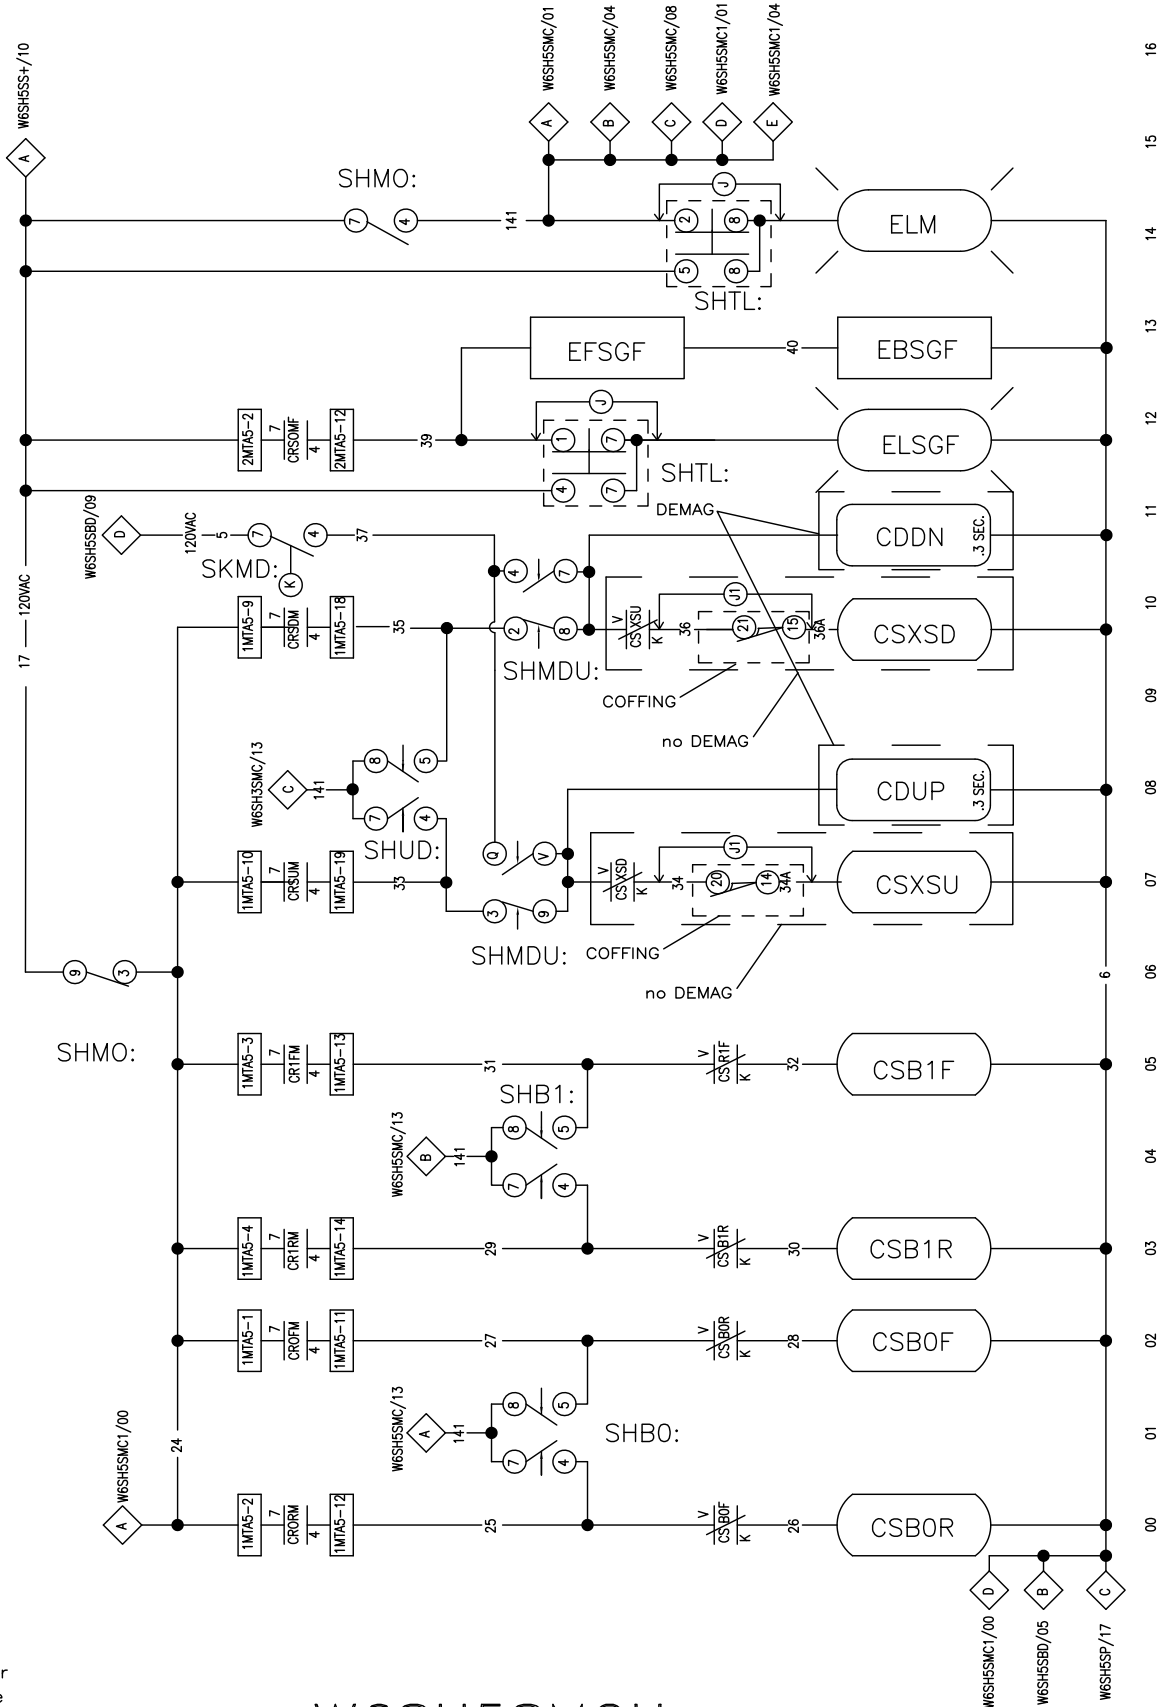 W6SH5SS+/10
A
17
120VAC
SHMO:
7
4
141
A
W6SH5SMC/01
B
W6SH5SMC/04
C
W6SH5SMC/08
D
W6SH5SMC1/01
E
W6SH5SMC1/04
2
8
J
5
8
SHTL:
ELM
16
15
14
EFSGF
40
EBSGF
13
2MTA5-2
7
CRSOMF
4
2MTA5-12
39
1
7
J
4
7
SHTL:
ELSGF
12
W6SH5SBD/09
D
120VAC
5
7
4
37
SKMD:
K
DEMAG
CDDN
.3 SEC.
11
4
7
1MTA5-9
7
CRSDM
4
1MTA5-18
35
2
8
SHMDU:
V
CSXSU
K
36
J1
21
15
36A
CSXSD
10
COFFING
no DEMAG
09
W6SH3SMC/13
C
141
8
5
7
4
SHUD:
CDUP
.3 SEC.
08
Q
V
1MTA5-10
7
CRSUM
4
1MTA5-19
33
3
9
SHMDU:
V
CSXSD
K
34
J1
20
14
34A
CSXSU
07
COFFING
no DEMAG
9
3
SHMO:
6
06
1MTA5-3
7
CR1FM
4
1MTA5-13
31
V
CSR1F
K
32
CSB1F
05
SHB1:
W6SH5SMC/13
B
141
8
5
7
4
04
1MTA5-4
7
CR1RM
4
1MTA5-14
29
V
CSB1R
K
30
CSB1R
03
1MTA5-1
7
CROFM
4
1MTA5-11
27
V
CSB0R
K
28
CSB0F
02
W6SH5SMC/13
A
141
8
5
7
4
SHB0:
01
W6SH5SMC1/00
A
24
1MTA5-2
7
CRORM
4
1MTA5-12
25
V
CSB0F
K
26
CSB0R
00
D
W6SH5SMC1/00
B
W6SH5SBD/05
C
W6SH5SP/17